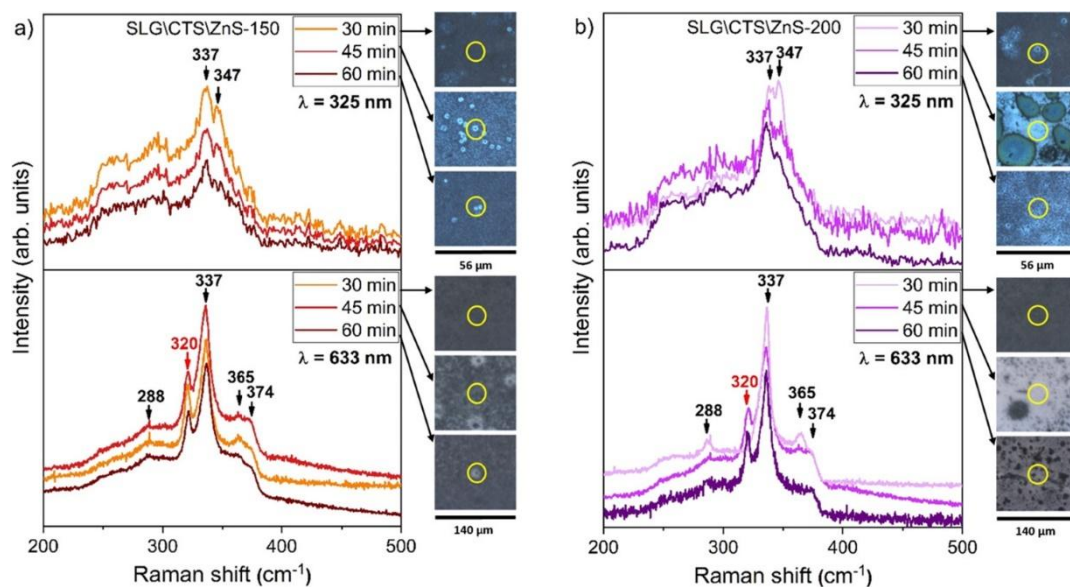 a)
SLG\CTS\ZnS-150
30 min
45 min
60 min
337
347
λ = 325 nm
56 µm
Intensity (arb. units)
337
30 min
45 min
60 min
λ = 633 nm
320
288
365
374
140 µm
200 300 400 500
Raman shift (cm-1)
b)
SLG\CTS\ZnS-200
30 min
45 min
60 min
337
347
λ = 325 nm
56 µm
Intensity (arb. units)
337
30 min
45 min
60 min
λ = 633 nm
320
288
365
374
140 µm
200 300 400 500
Raman shift (cm-1)